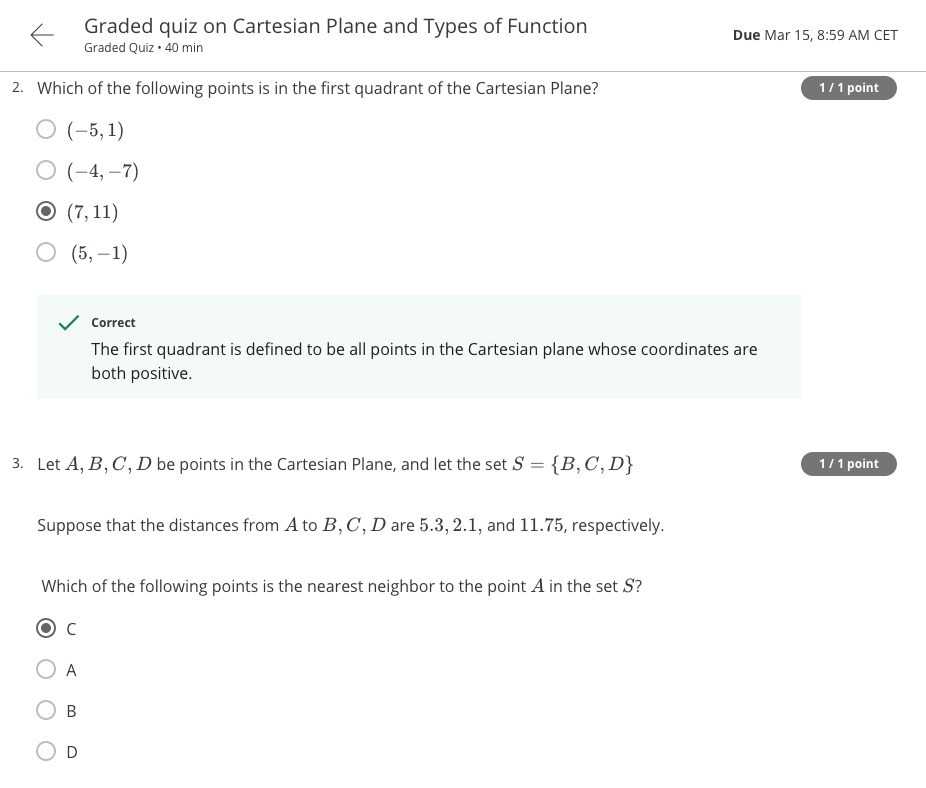 Graded quiz on Cartesian Plane and Types of Function
Graded Quiz • 40 min
Due Mar 15, 8:59 AM CET
2. Which of the following points is in the first quadrant of the Cartesian Plane?
1 / 1 point
(−5, 1)
(−4, −7)
(7, 11)
(5, −1)
Correct
The first quadrant is defined to be all points in the Cartesian plane whose coordinates are
both positive.
3. Let A, B, C, D be points in the Cartesian Plane, and let the set S = {B, C, D}
1 / 1 point
Suppose that the distances from A to B, C, D are 5.3, 2.1, and 11.75, respectively.
Which of the following points is the nearest neighbor to the point A in the set S?
C
A
B
D